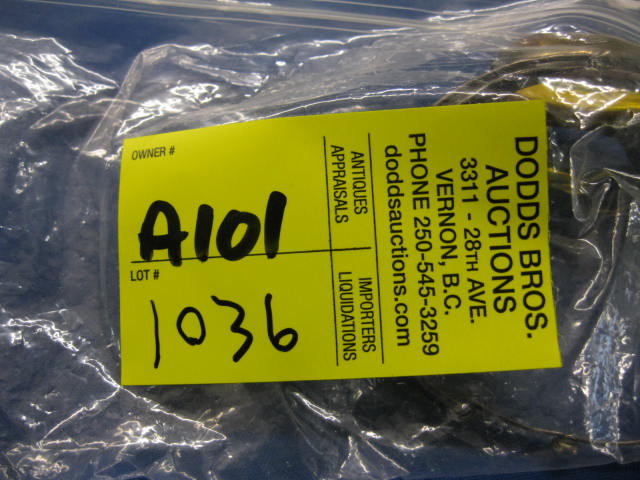 DODDS BROS.
AUCTIONS
3311 - 28TH AVE.
VERNON, B.C.
PHONE 250-545-3259
doddsauctions.com
ANTIQUES
APPRAISALS
IMPORTERS
LIQUIDATIONS
OWNER #
A101
LOT #
1036